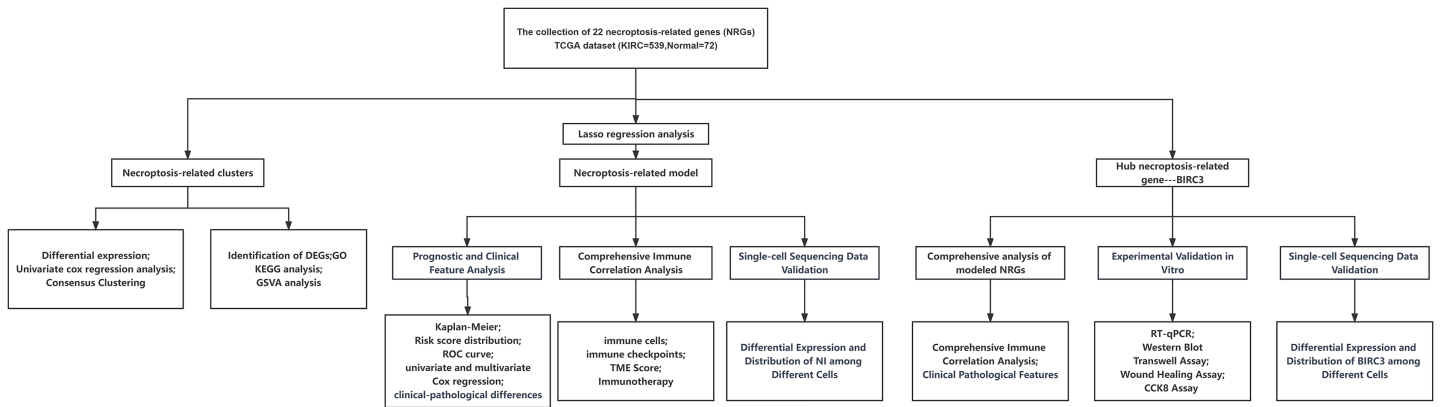 The collection of 22 necroptosis-related genes (NRGs)
TCGA dataset (KIRC=539,Normal=72)
Lasso regression analysis
Necroptosis-related clusters
Necroptosis-related model
Hub necroptosis-related
gene---BIRC3
Differential expression;
Univariate cox regression analysis;
Consensus Clustering
Identification of DEGs;GO
KEGG analysis;
GSVA analysis
Prognostic and Clinical
Feature Analysis
Comprehensive Immune
Correlation Analysis
Single-cell Sequencing Data
Validation
Comprehensive analysis of
modeled NRGs
Experimental Validation in
Vitro
Single-cell Sequencing Data
Validation
Kaplan-Meier;
Risk score distribution;
ROC curve;
univariate and multivariate
Cox regression;
clinical-pathological differences
immune cells;
immune checkpoints;
TME Score;
Immunotherapy
Differential Expression and
Distribution of NI among
Different Cells
Comprehensive Immune
Correlation Analysis;
Clinical Pathological Features
RT-qPCR;
Western Blot
Transwell Assay;
Wound Healing Assay;
CCK8 Assay
Differential Expression and
Distribution of BIRC3 among
Different Cells